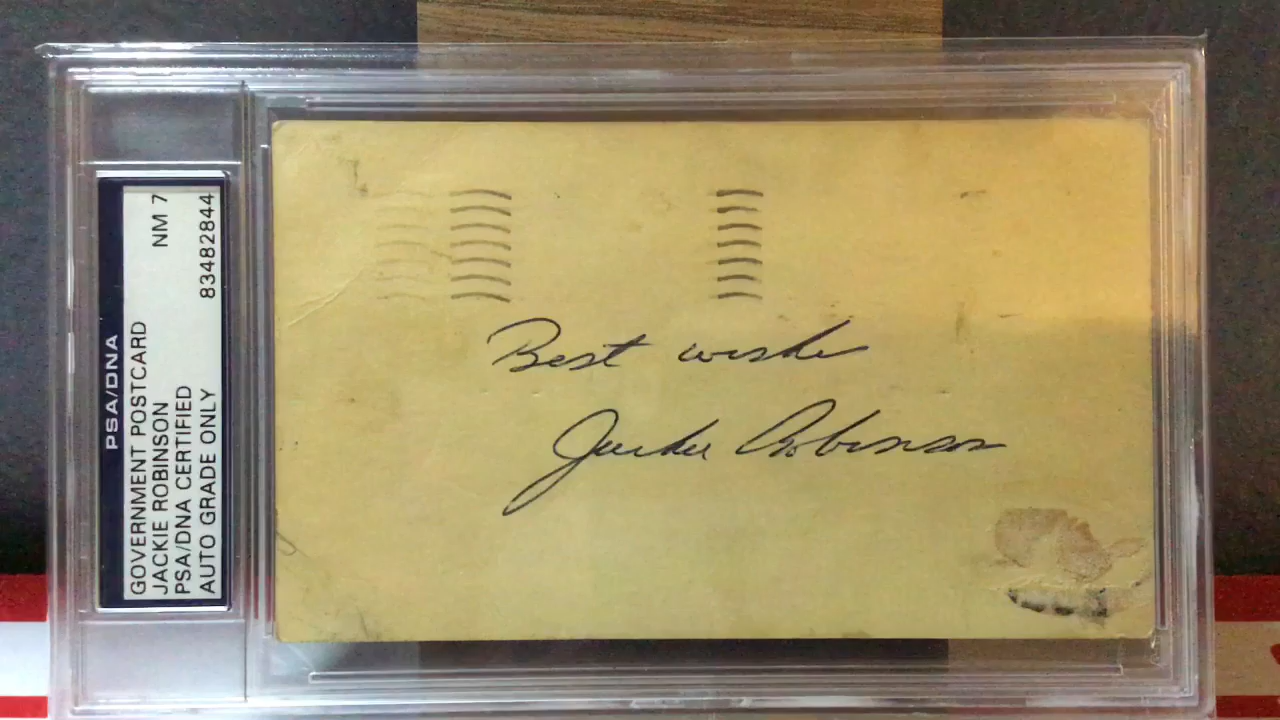 PSA/DNA
GOVERNMENT POSTCARD
JACKIE ROBINSON NM 7
PSA/DNA CERTIFIED
AUTO GRADE ONLY 83482844
Best wishes
Jackie Robinson